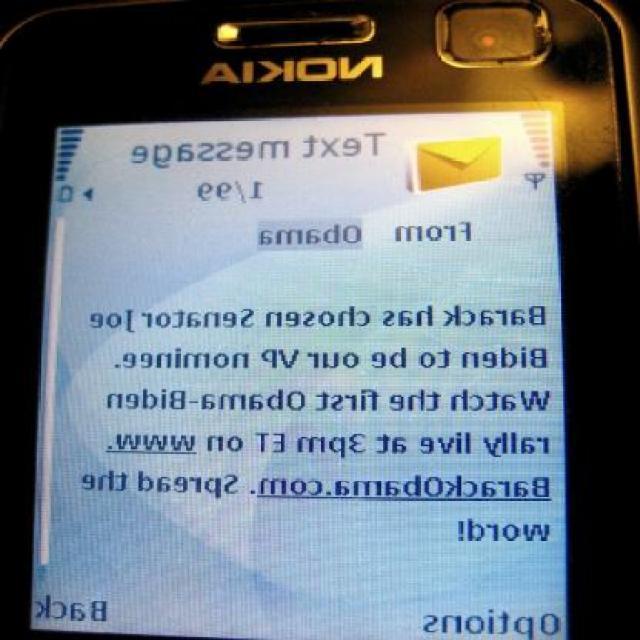 NOKIA
Text message
1/99
From Obama
Barack has chosen Senator Joe
Biden to be our VP nominee.
Watch the first Obama-Biden
rally live at 3pm ET on www.
BarackObama.com. Spread the
word!
Options Back